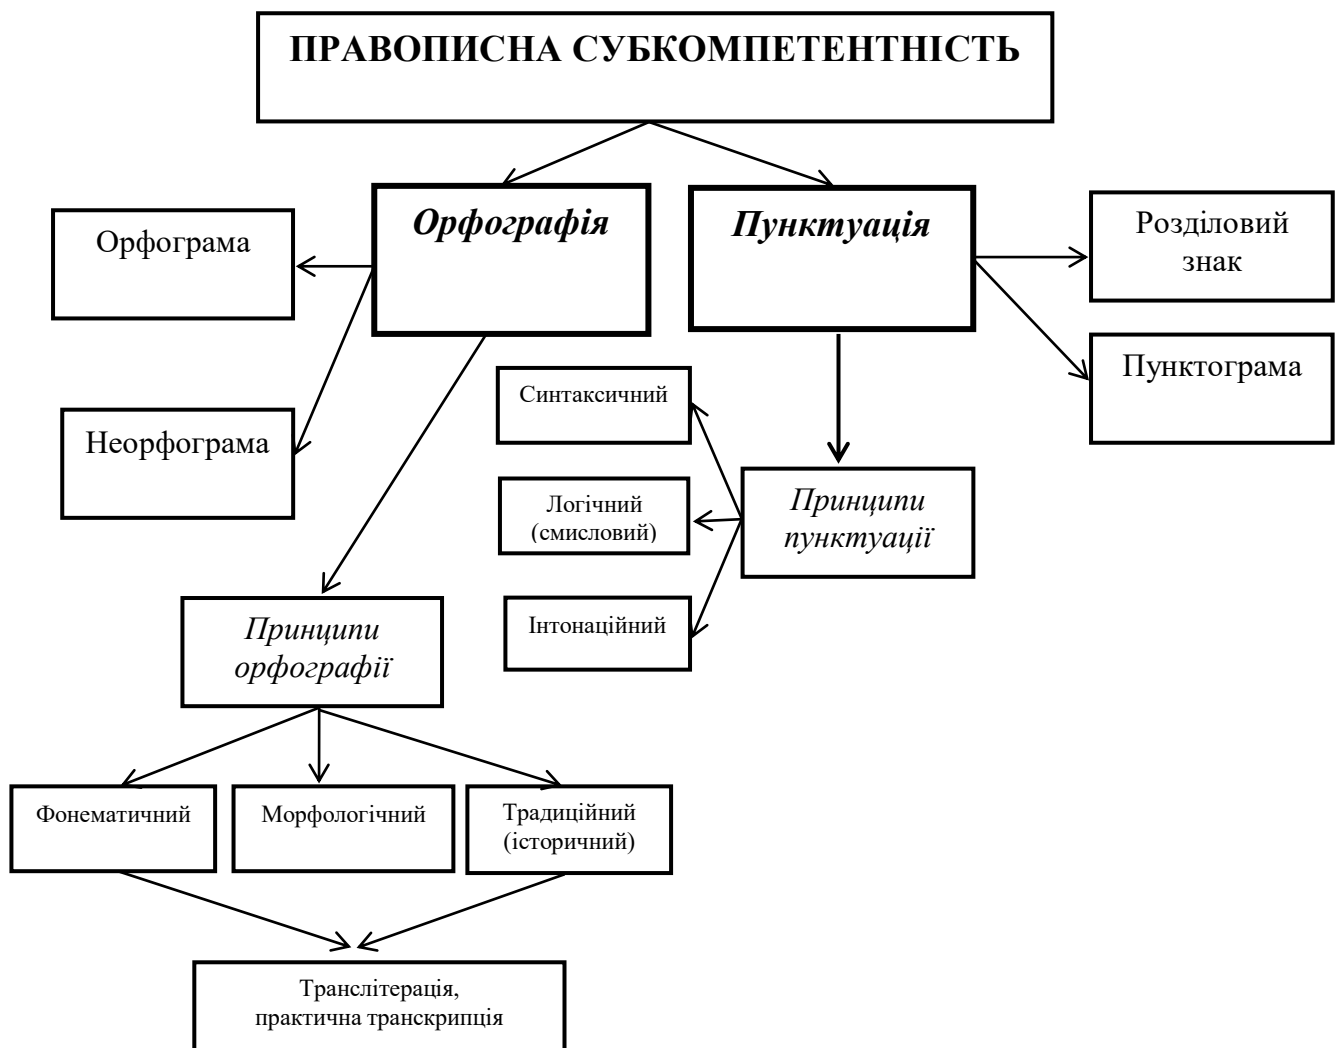 ПРАВОПИСНА СУБКОМПЕТЕНТНІСТЬ
Орфографія
Пунктуація
Орфограма
Розділовий
знак
Неорфограма
Пунктограма
Синтаксичний
Логічний
(смисловий)
Інтонаційний
Принципи
пунктуації
Принципи
орфографії
Фонематичний
Морфологічний
Традиційний
(історичний)
Транслітерація,
практична транскрипція